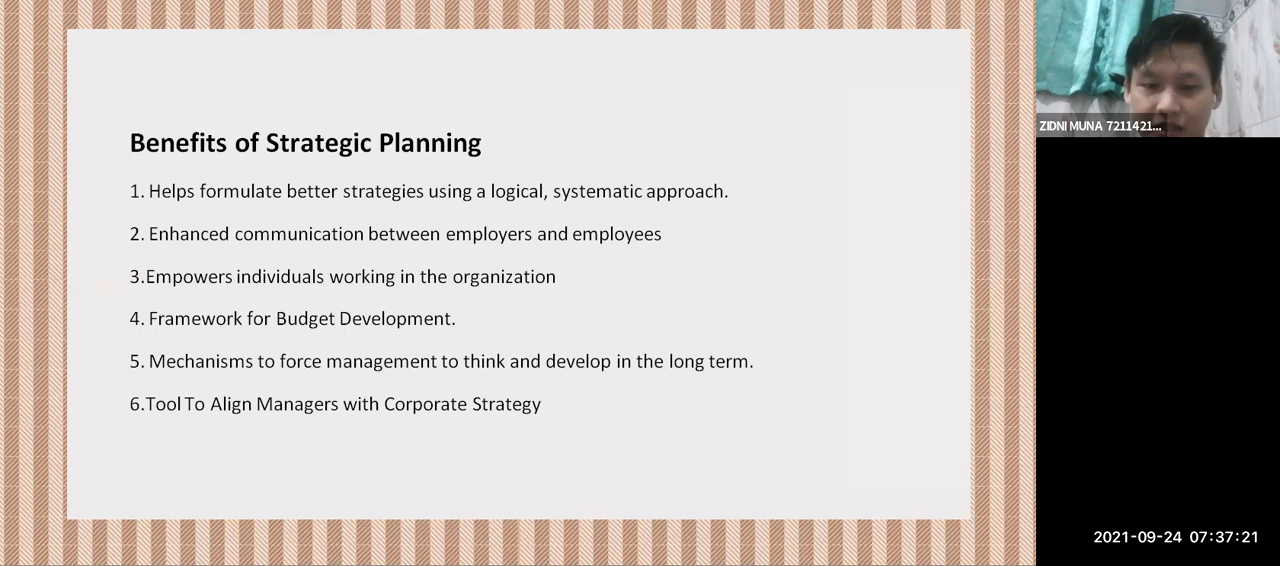 Benefits of Strategic Planning
1. Helps formulate better strategies using a logical, systematic approach.
2. Enhanced communication between employers and employees
3.Empowers individuals working in the organization
4. Framework for Budget Development.
5. Mechanisms to force management to think and develop in the long term.
6.Tool To Align Managers with Corporate Strategy
ZIDNI MUNA 7211421...
2021-09-24 07:37:21